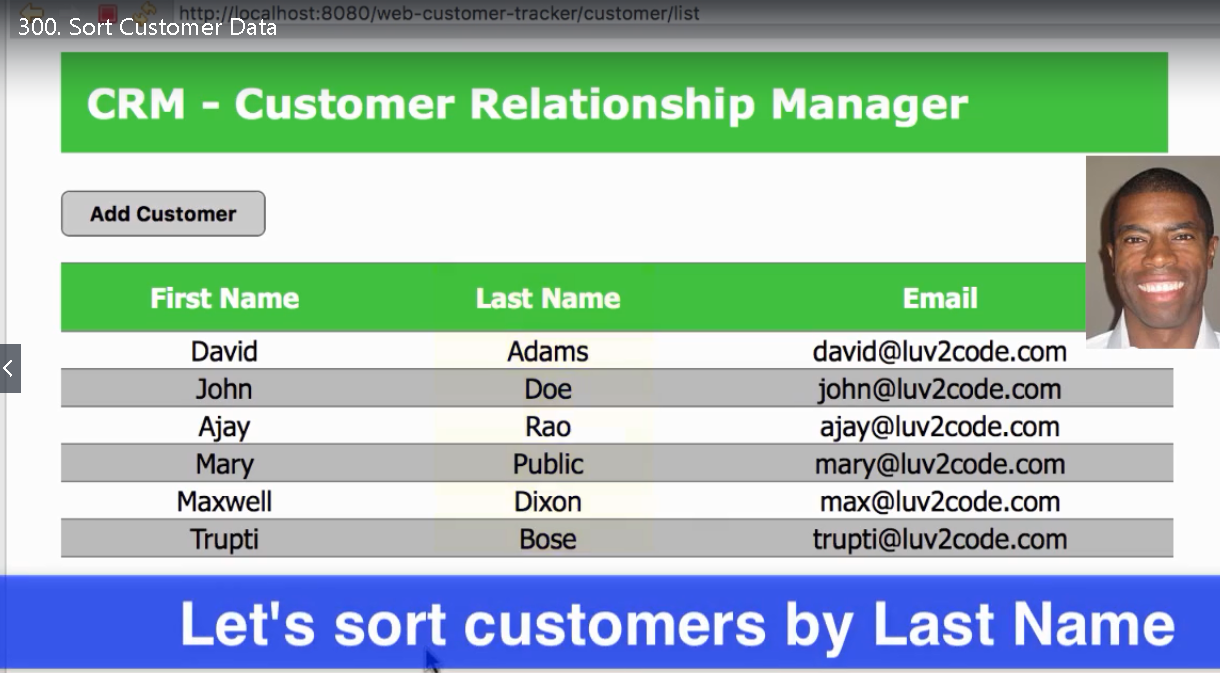 http://localhost:8080/web-customer-tracker/customer/list
300. Sort Customer Data
CRM - Customer Relationship Manager
Add Customer
First Name Last Name Email
David Adams david@luv2code.com
John Doe john@luv2code.com
Ajay Rao ajay@luv2code.com
Mary Public mary@luv2code.com
Maxwell Dixon max@luv2code.com
Trupti Bose trupti@luv2code.com
Let's sort customers by Last Name